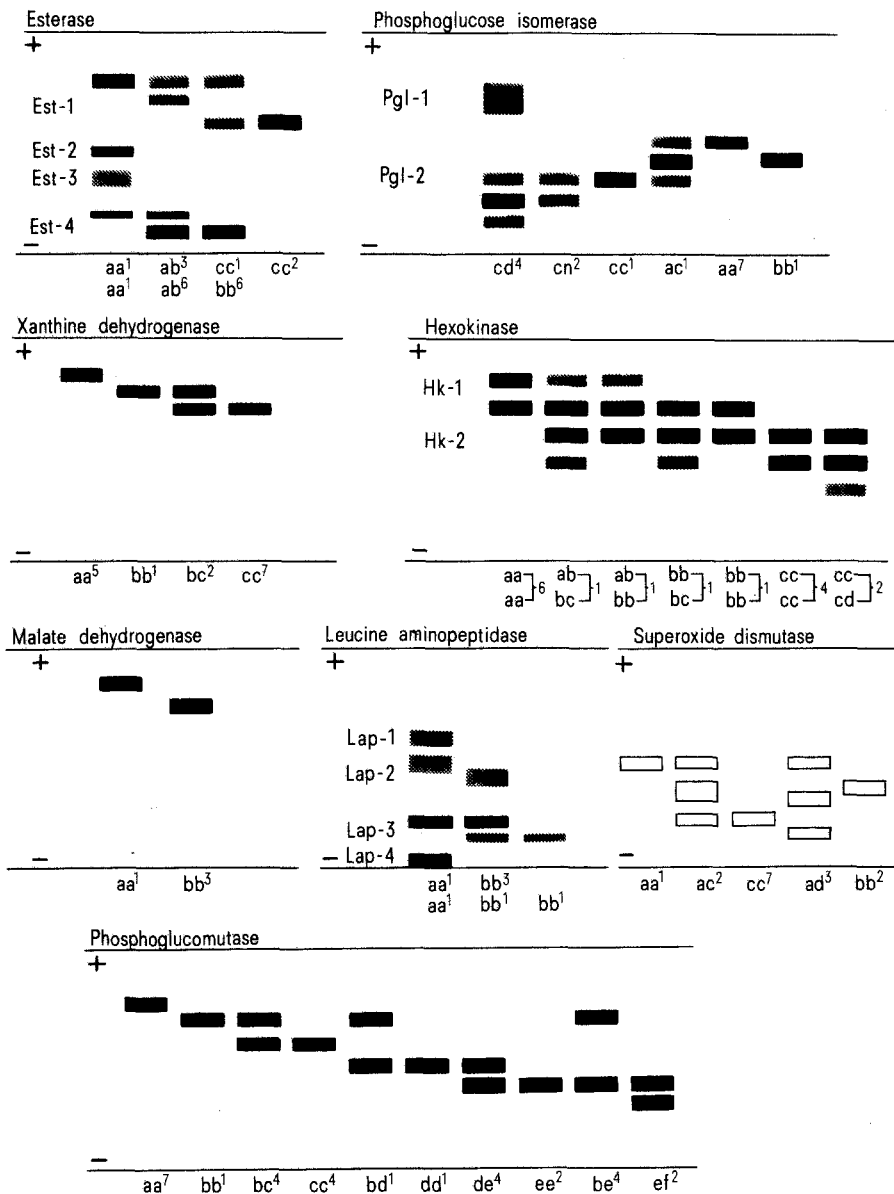 Esterase
+
Est-1
Est-2
Est-3
Est-4
−
aa¹ ab³ cc¹ cc²
aa¹ ab⁶ bb⁶
Phosphoglucose isomerase
+
PgI-1
PgI-2
−
cd⁴ cn² cc¹ ac¹ aa⁷ bb¹
Xanthine dehydrogenase
+
−
aa⁵ bb¹ bc² cc⁷
Hexokinase
+
Hk-1
Hk-2
−
aa ab ab bb bb cc cc
6 1 1 1 1 4 2
aa bc bb bc bb cc cd
Malate dehydrogenase
+
−
aa¹ bb³
Leucine aminopeptidase
+
Lap-1
Lap-2
Lap-3
− Lap-4
aa¹ bb³
aa¹ bb¹ bb¹
Superoxide dismutase
+
−
aa¹ ac² cc⁷ ad³ bb²
Phosphoglucomutase
+
−
aa⁷ bb¹ bc⁴ cc⁴ bd¹ dd¹ de⁴ ee² be⁴ ef²